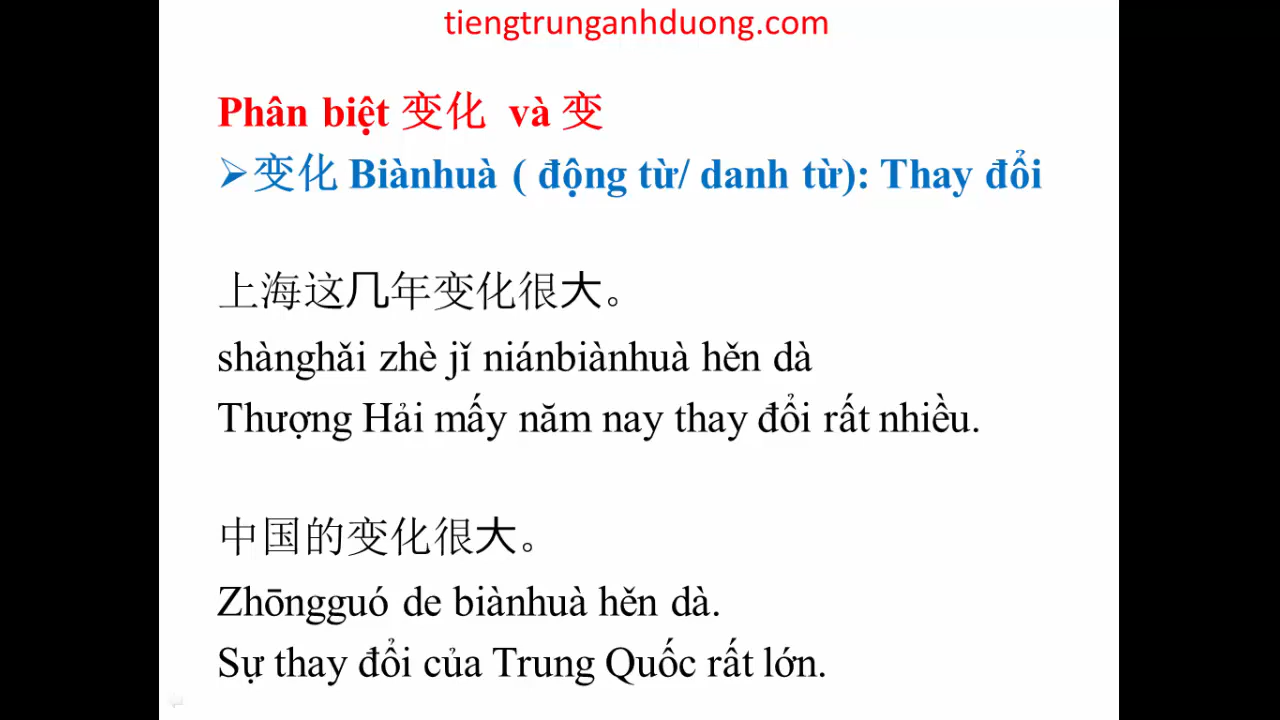 tiengtrunganhduong.com
Phân biệt 变化 và 变
➢变化 Biànhuà ( động từ/ danh từ): Thay đổi
上海这几年变化很大。
shànghǎi zhè jǐ niánbiànhuà hěn dà
Thượng Hải mấy năm nay thay đổi rất nhiều.
中国的变化很大。
Zhōngguó de biànhuà hěn dà.
Sự thay đổi của Trung Quốc rất lớn.